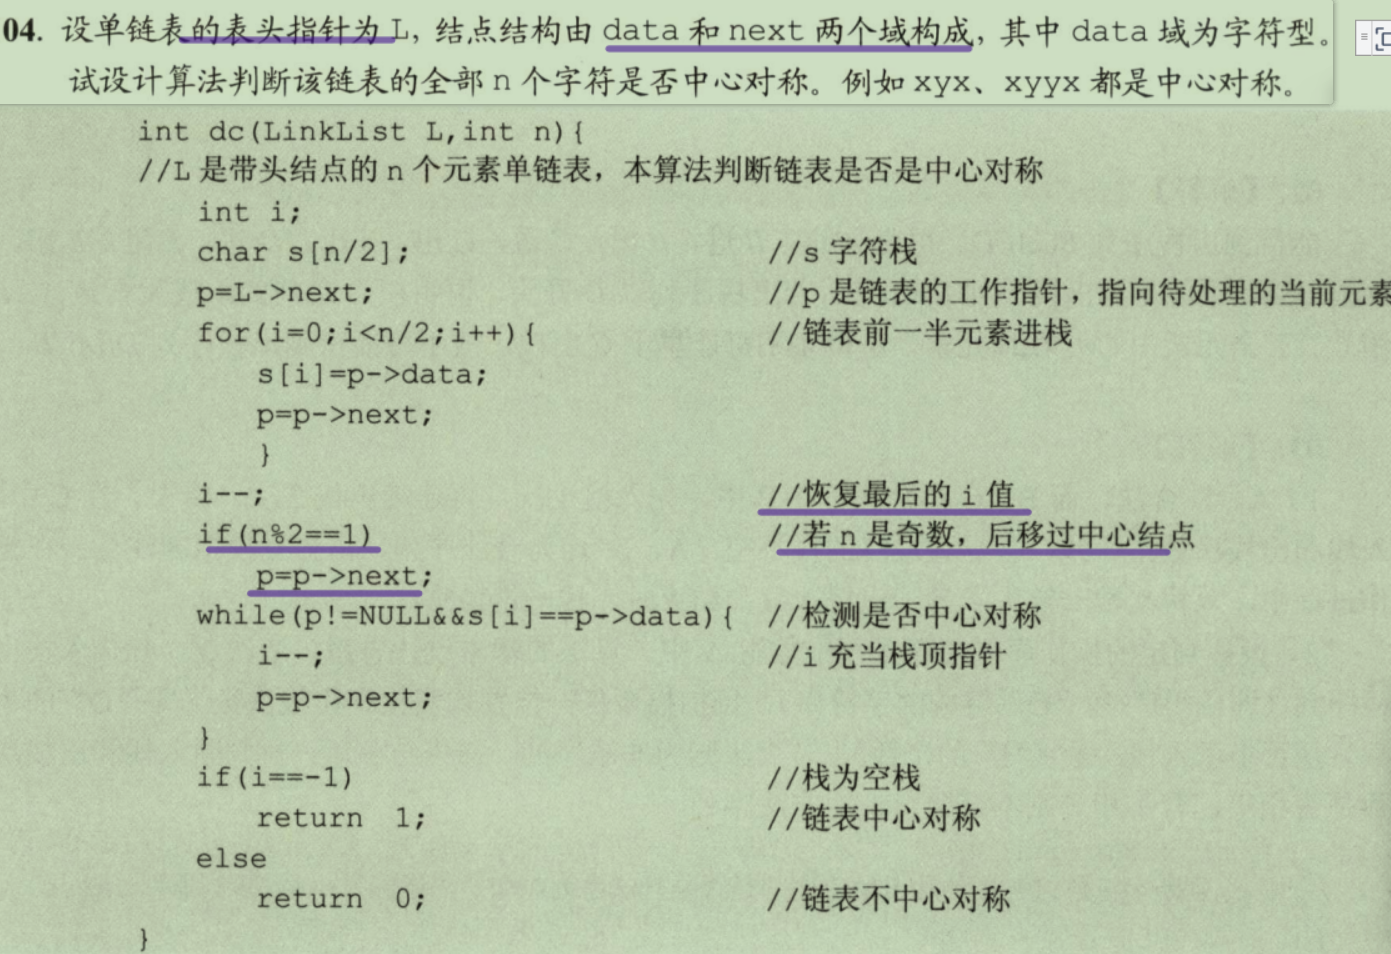 04. 设单链表的表头指针为 L, 结点结构由 data 和 next 两个域构成, 其中 data 域为字符型。
试设计算法判断该链表的全部 n 个字符是否中心对称。例如 xyx、xyyx 都是中心对称。
int dc(LinkList L,int n){
//L 是带头结点的 n 个元素单链表，本算法判断链表是否是中心对称
int i;
char s[n/2]; //s 字符栈
p=L->next; //p 是链表的工作指针，指向待处理的当前元素
for(i=0;i<n/2;i++){ //链表前一半元素进栈
s[i]=p->data;
p=p->next;
}
i--; //恢复最后的 i 值
if(n%2==1) //若 n 是奇数，后移过中心结点
p=p->next;
while(p!=NULL&&s[i]==p->data){ //检测是否中心对称
i--; //i 充当栈顶指针
p=p->next;
}
if(i==-1) //栈为空栈
return 1; //链表中心对称
else
return 0; //链表不中心对称
}